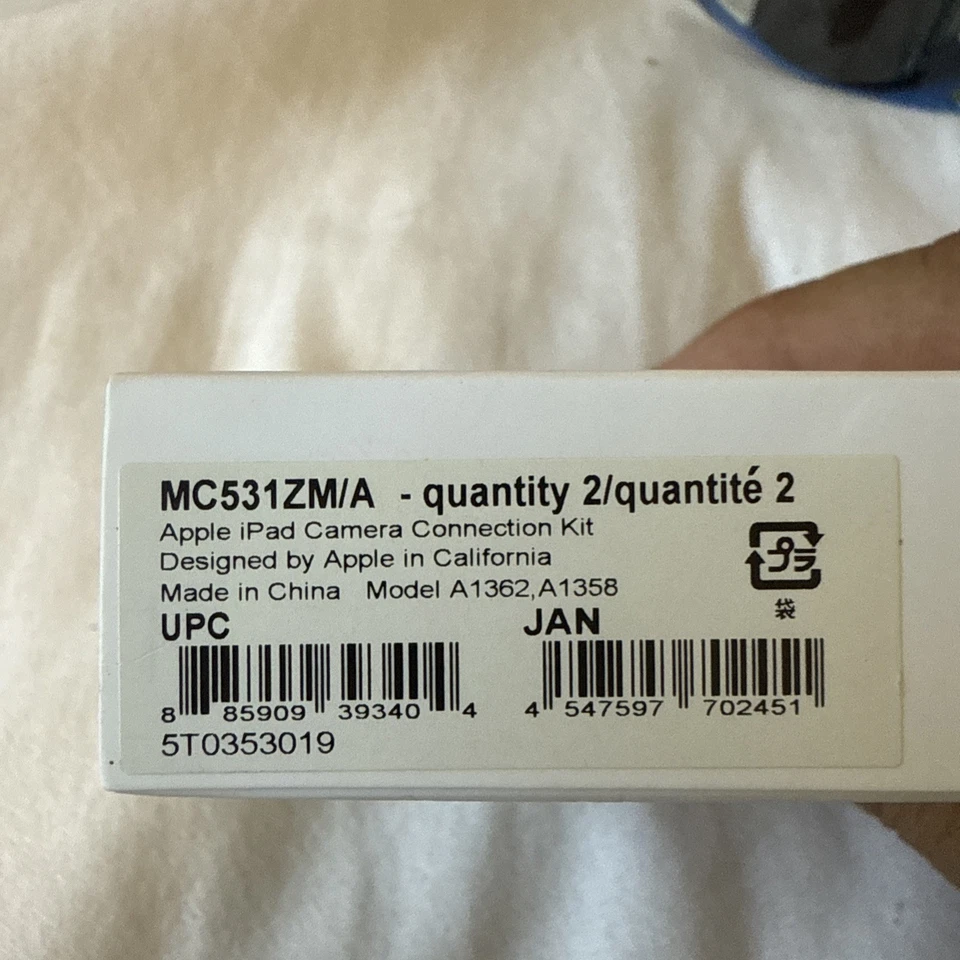 MC531ZM/A - quantity 2/quantité 2
Apple iPad Camera Connection Kit
Designed by Apple in California
Made in China Model A1362,A1358
プラ
袋
UPC
JAN
8 85909 39340 4
4 547597 702451
5T0353019